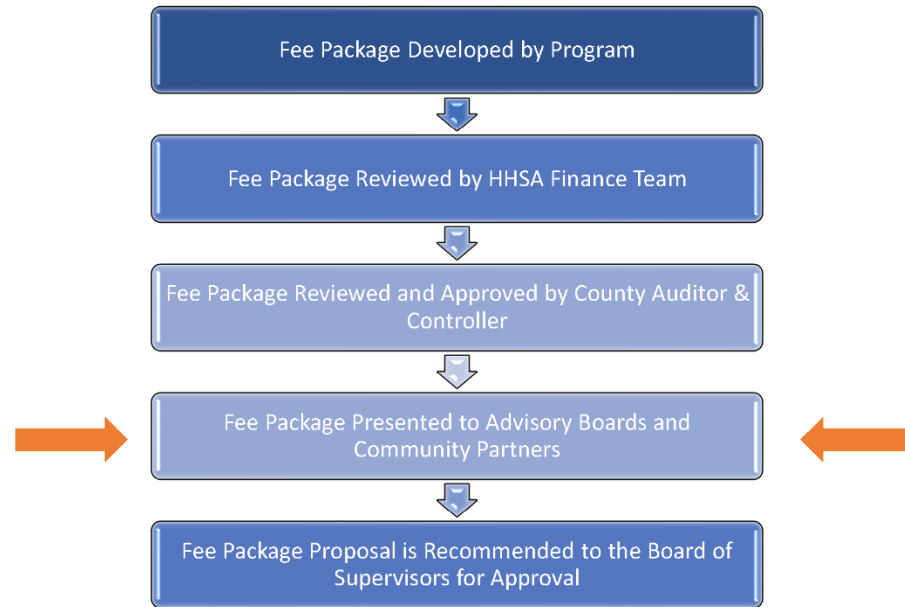 Fee Package Developed by Program
Fee Package Reviewed by HHSA Finance Team
Fee Package Reviewed and Approved by County Auditor &
Controller
Fee Package Presented to Advisory Boards and
Community Partners
Fee Package Proposal is Recommended to the Board of
Supervisors for Approval